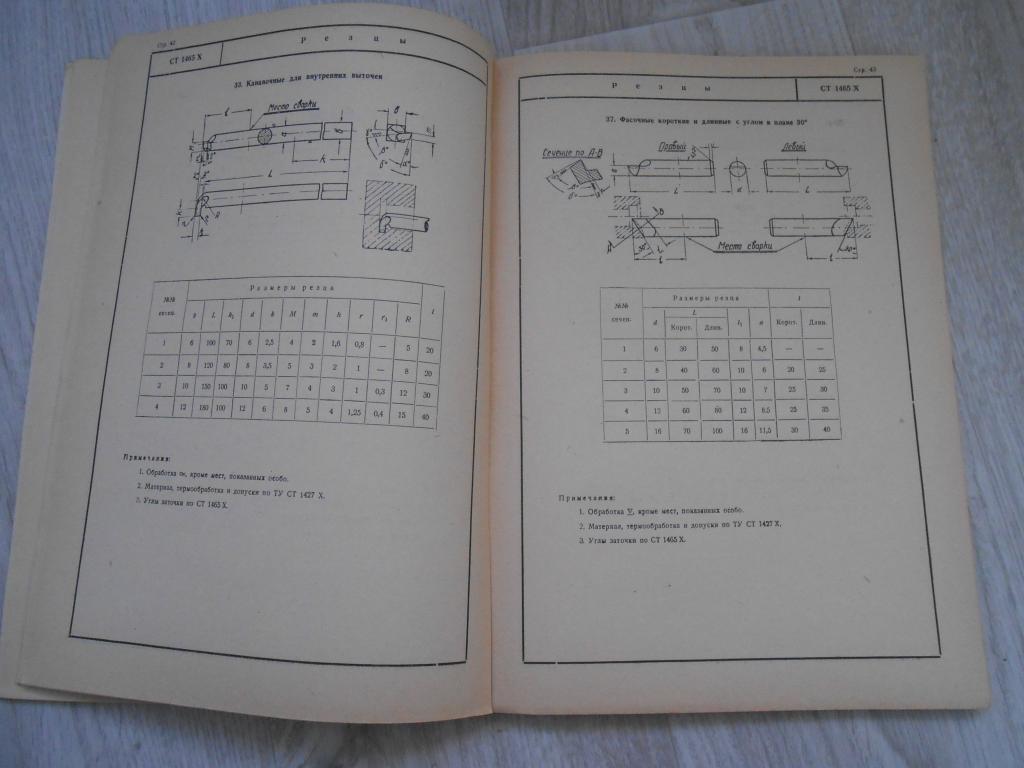 Стр. 42
СТ 1465 Х
Резцы
33. Канавочные для внутренних выточек
Место сварки
№№ сечен.
Размеры резца
L d b M m h r r₁ R l
1 6 100 70 6 2,5 4 2 1,6 0,8 — 5 20
2 8 120 80 8 3,5 5 3 2 1 — 8 20
2 10 150 100 10 5 7 4 3 1 0,3 12 30
4 12 180 100 12 6 8 5 4 1,25 0,4 15 40
Примечания:
1. Обработка кроме мест, показанных особо.
2. Материал, термообработка и допуски по ТУ СТ 1427 Х.
3. Углы заточки по СТ 1465 Х.
Стр. 43
Резцы
СТ 1465 Х
37. Фасочные короткие и длинные с углом в плане
Сечение по А-В
Правый
Левый
Место сварки
№№ сечен.
Размеры резца
l
d L l₁
Корот. Длин. Корот. Длин.
1 6 30 50 8 4,5 — —
2 8 40 60 10 6 20 25
3 10 50 70 10 7 25 30
4 12 60 80 12 8,5 25 35
5 16 70 100 16 11,5 30 40
Примечания:
1. Обработка кроме мест, показанных особо.
2. Материал, термообработка и допуски по ТУ СТ 1427 Х.
3. Углы заточки по СТ 1465 Х.